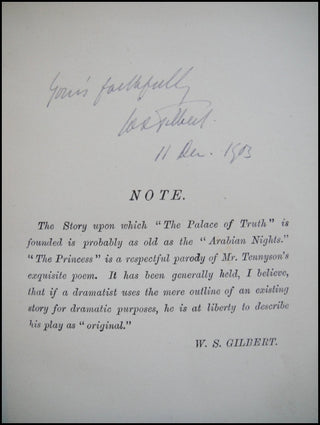 Yours faithfully
WSGilbert.
11 Dec. 1903
NOTE.
The Story upon which "The Palace of Truth" is
founded is probably as old as the "Arabian Nights."
"The Princess" is a respectful parody of Mr. Tennyson's
exquisite poem. It has been generally held, I believe,
that if a dramatist uses the mere outline of an existing
story for dramatic purposes, he is at liberty to describe
his play as "original."
W. S. GILBERT.